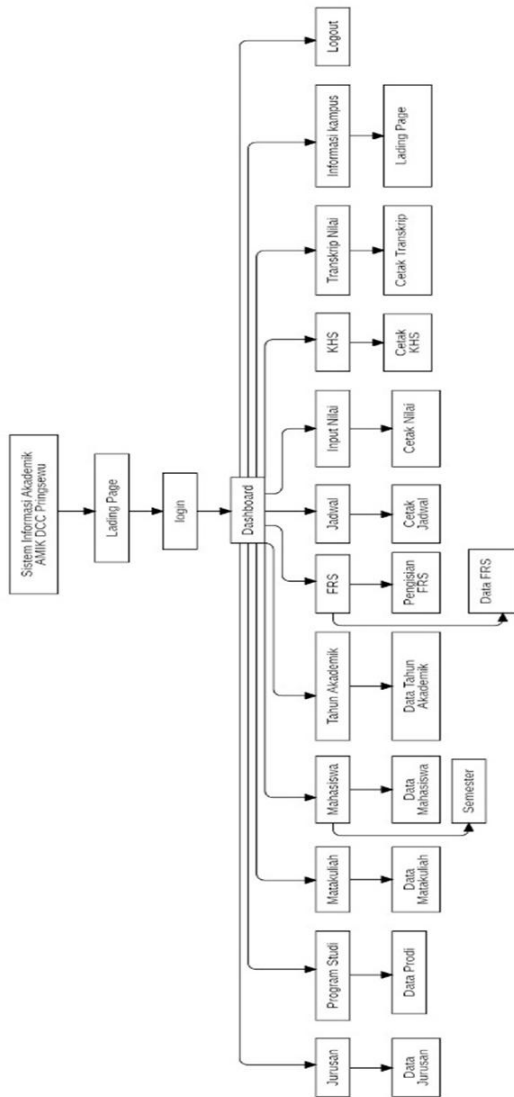 Sistem Informasi Akademik
AMIK DCC Pringsewu
Lading Page
login
Dashboard
Jurusan
Program Studi
Matakuliah
Mahasiswa
Tahun Akademik
FRS
Jadwal
Input Nilai
KHS
Transkrip Nilai
Informasi kampus
Logout
Data
Jurusan
Data Prodi
Data
Matakuliah
Data
Mahasiswa
Data Tahun
Akademik
Pengisian
FRS
Cetak
Jadwal
Cetak Nilai
Cetak
KHS
Cetak Transkrip
Lading Page
Semester
Data FRS